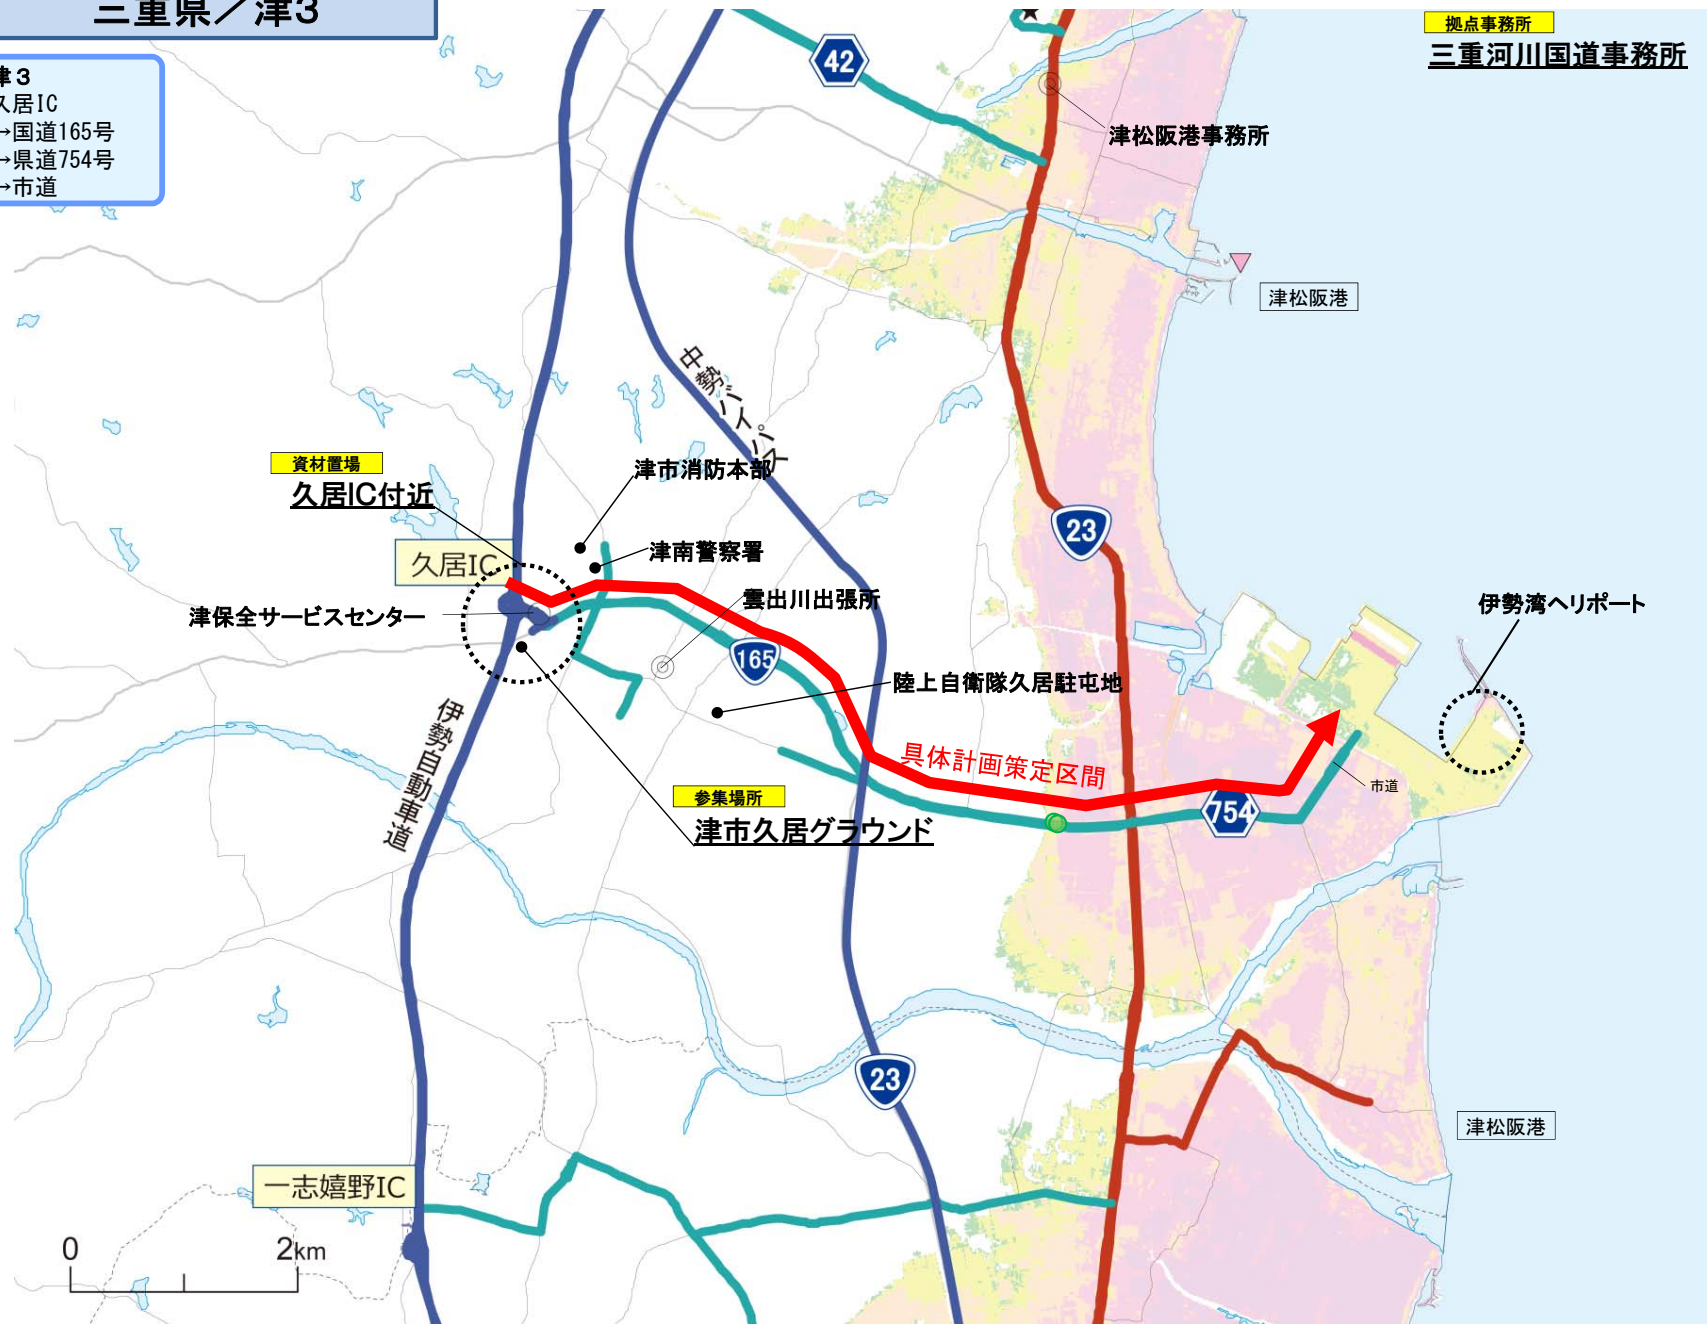 三重県／津3
津3
久居IC
→国道165号
→県道754号
→市道
拠点事務所
三重河川国道事務所
42
津松阪港事務所
津松阪港
中勢バイパス
資材置場
久居IC付近
津市消防本部
23
久居IC
津南警察署
雲出川出張所
伊勢湾ヘリポート
津保全サービスセンター
165
陸上自衛隊久居駐屯地
伊勢自動車道
具体計画策定区間
市道
参集場所
津市久居グラウンド
754
23
津松阪港
一志嬉野IC
0
2km